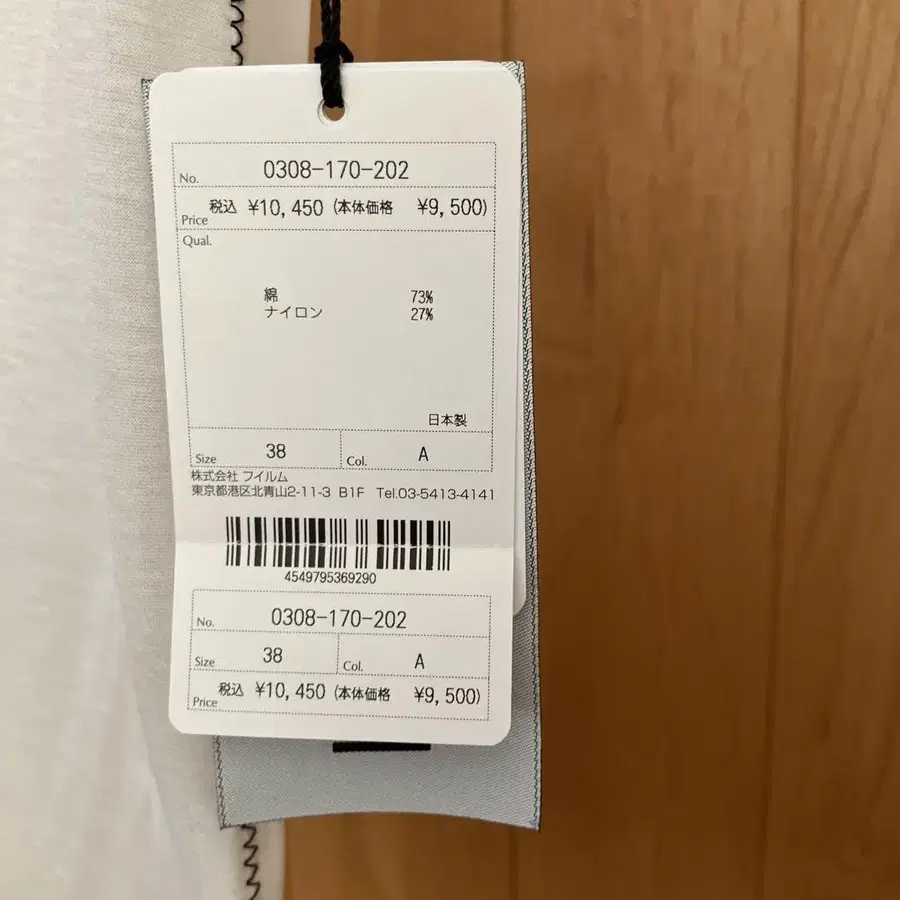 No. 0308-170-202
Price 税込 ¥10,450 (本体価格 ¥9,500)
Qual.
綿 73%
ナイロン 27%
日本製
Size 38 Col. A
株式会社 フイルム
東京都港区北青山2-11-3 B1F Tel.03-5413-4141
4549795369290
No. 0308-170-202
Size 38 Col. A
Price 税込 ¥10,450 (本体価格 ¥9,500)